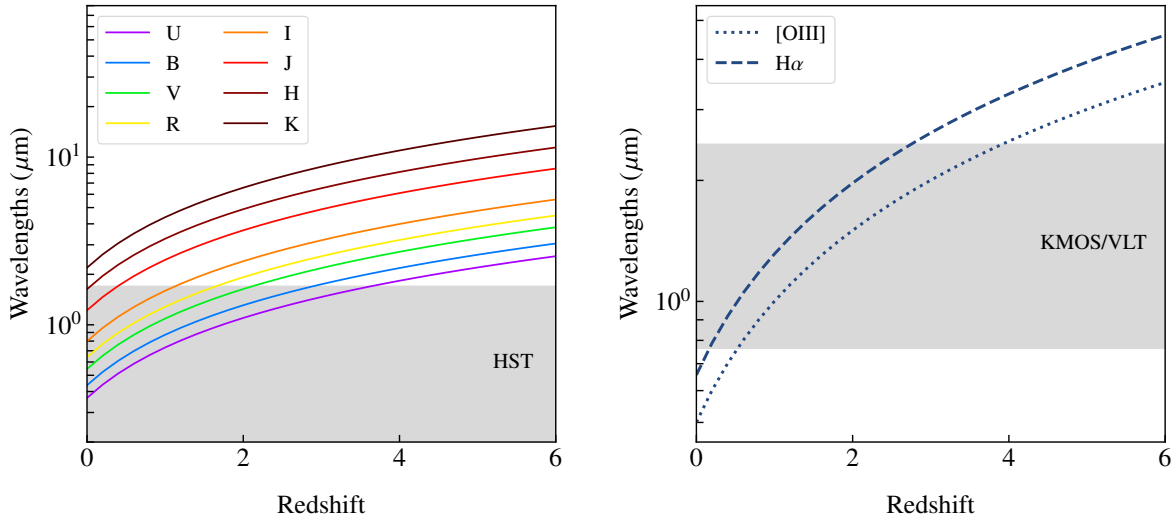 U
B
V
R
I
J
H
K
HST
10¹
10⁰
Wavelengths (μm)
0
2
4
6
Redshift
[OIII]
Hα
KMOS/VLT
10⁰
Wavelengths (μm)
0
2
4
6
Redshift